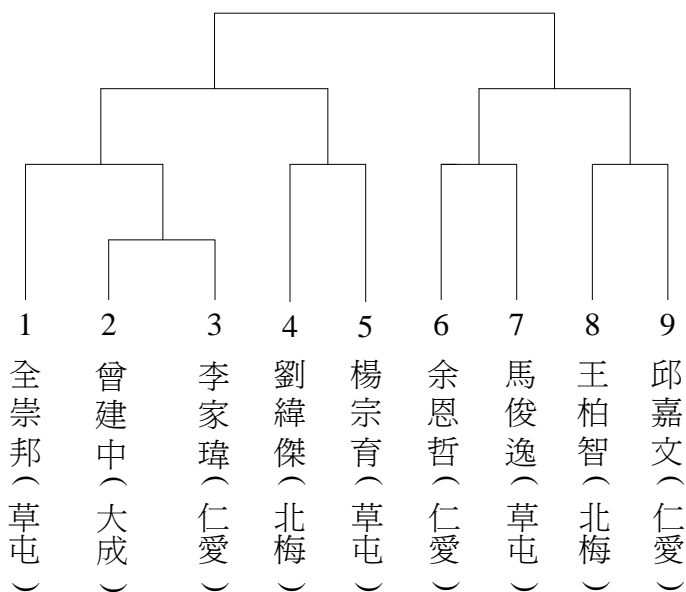 1 2 3 4 5 6 7 8 9
全崇邦(草屯)
曾建中(大成)
李家瑋(仁愛)
劉緯傑(北梅)
楊宗育(草屯)
余恩哲(仁愛)
馬俊逸(草屯)
王柏智(北梅)
邱嘉文(仁愛)